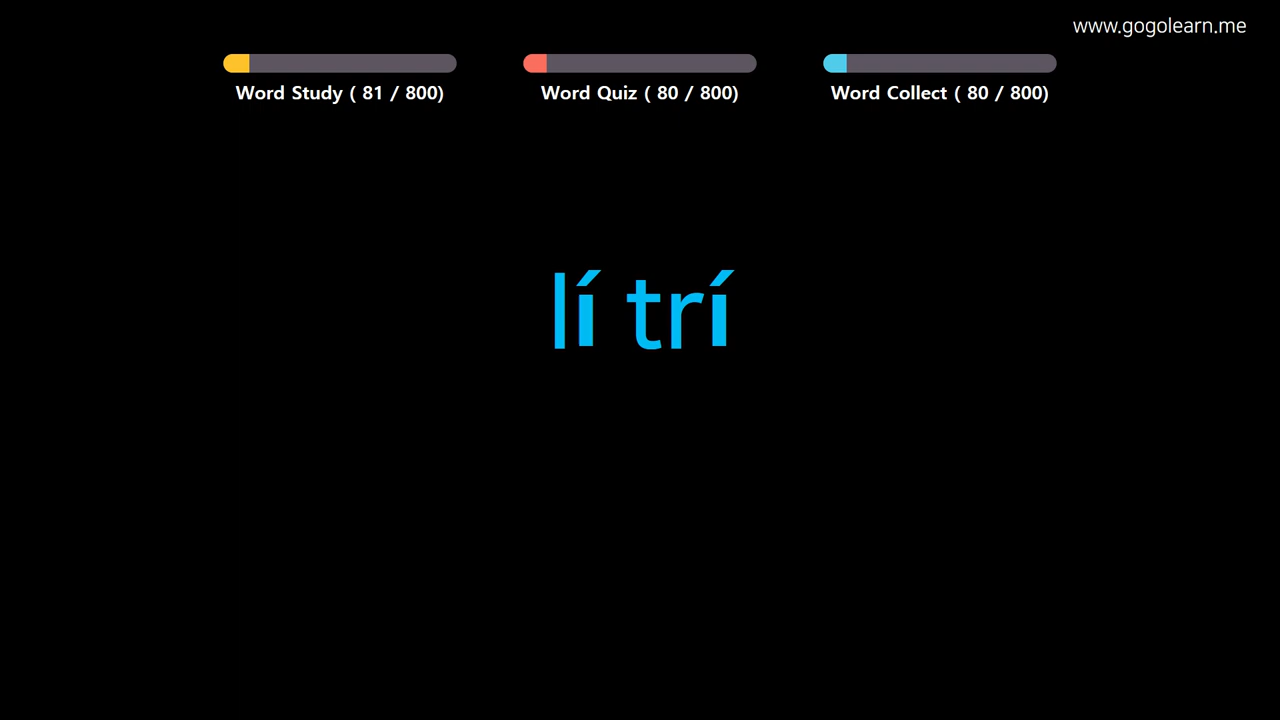 www.gogolearn.me
Word Study ( 81 / 800)
Word Quiz ( 80 / 800)
Word Collect ( 80 / 800)
lí trí